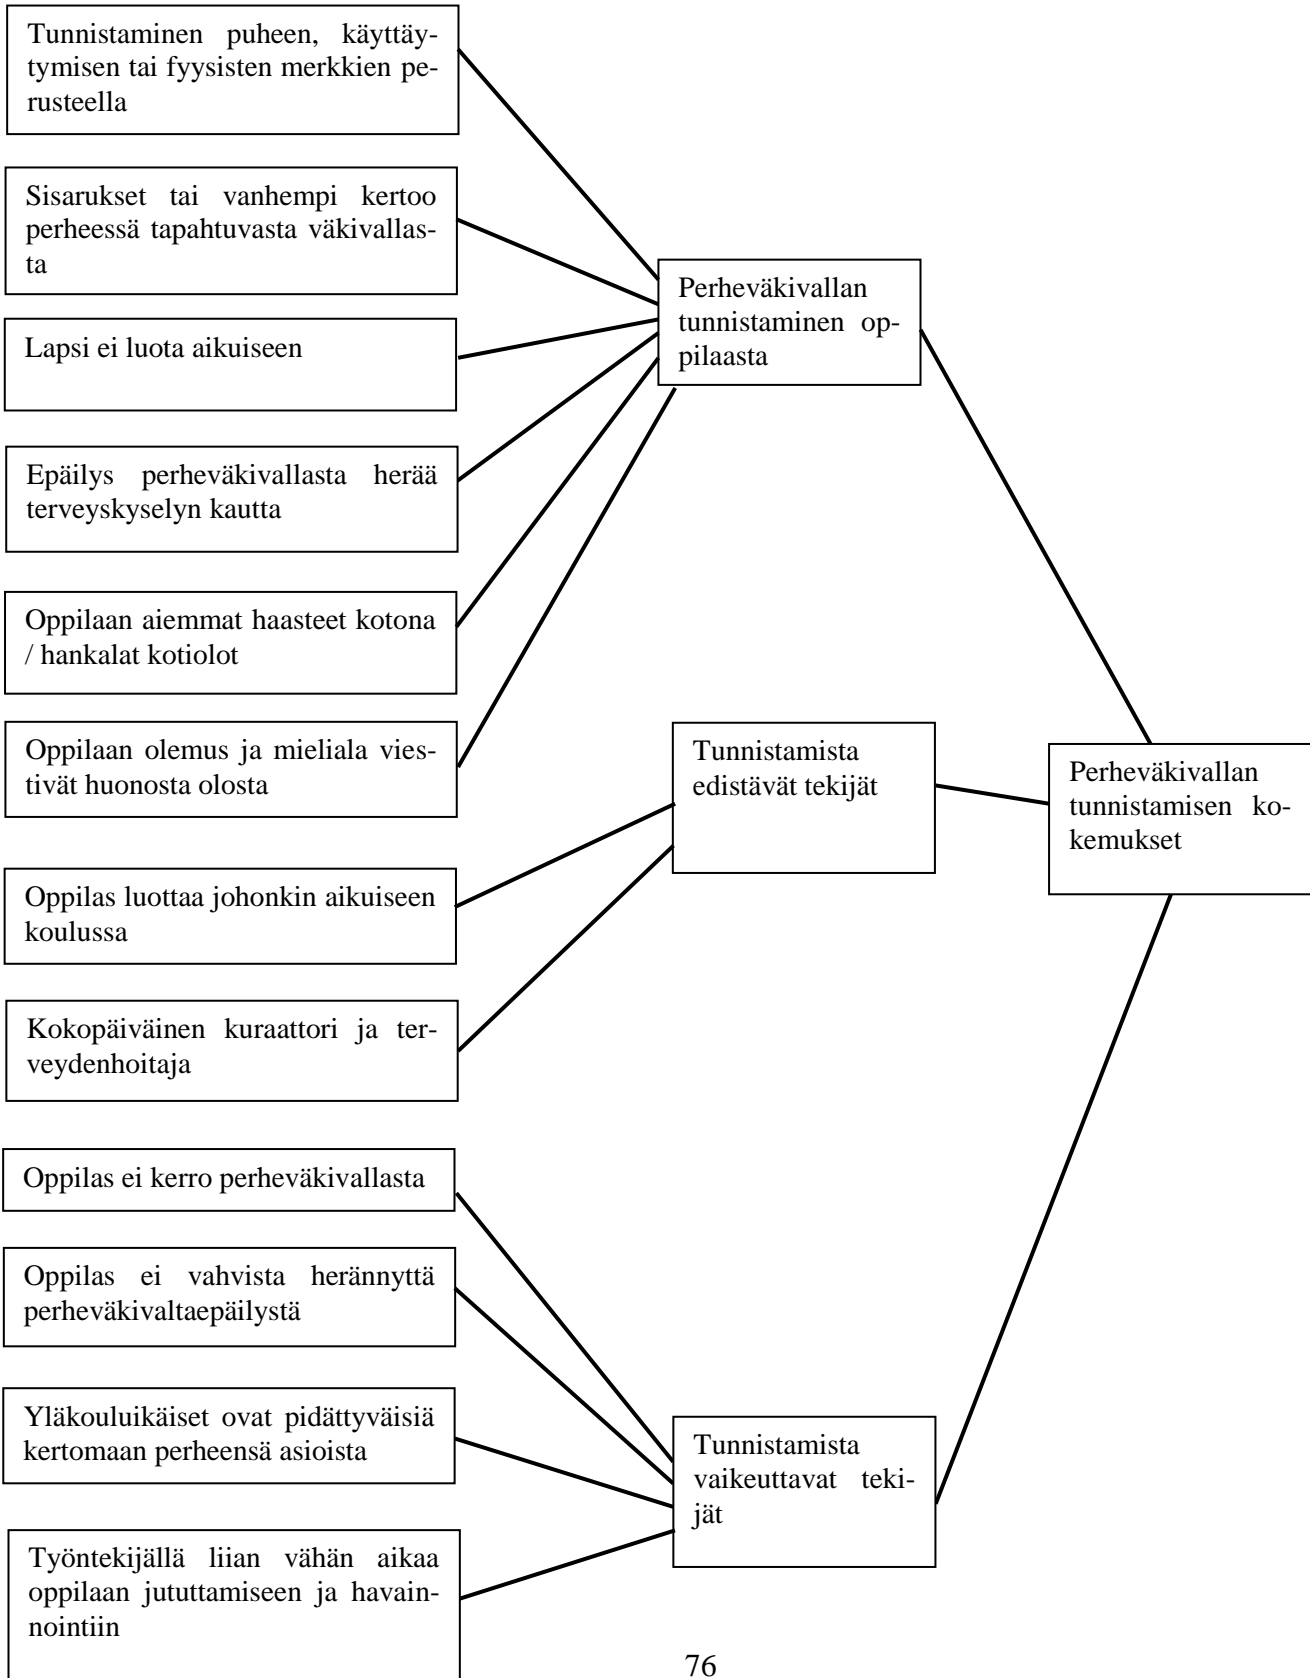 Tunnistaminen puheen, käyttäy-
tymisen tai fyysisten merkkien pe-
rusteella
Sisarukset tai vanhempi kertoo
perheessä tapahtuvasta väkivallas-
ta
Lapsi ei luota aikuiseen
Epäilys perheväkivallasta herää
terveyskyselyn kautta
Oppilaan aiemmat haasteet kotona
/ hankalat kotiolot
Oppilaan olemus ja mieliala vies-
tivät huonosta olosta
Oppilas luottaa johonkin aikuiseen
koulussa
Kokopäiväinen kuraattori ja ter-
veydenhoitaja
Oppilas ei kerro perheväkivallasta
Oppilas ei vahvista herännyttä
perheväkivaltaepäilystä
Yläkouluikäiset ovat pidättyväisiä
kertomaan perheensä asioista
Työntekijällä liian vähän aikaa
oppilaan jututtamiseen ja havain-
nointiin
Perheväkivallan
tunnistaminen op-
pilaasta
Tunnistamista
edistävät tekijät
Tunnistamista
vaikeuttavat teki-
jät
Perheväkivallan
tunnistamisen ko-
kemukset
76